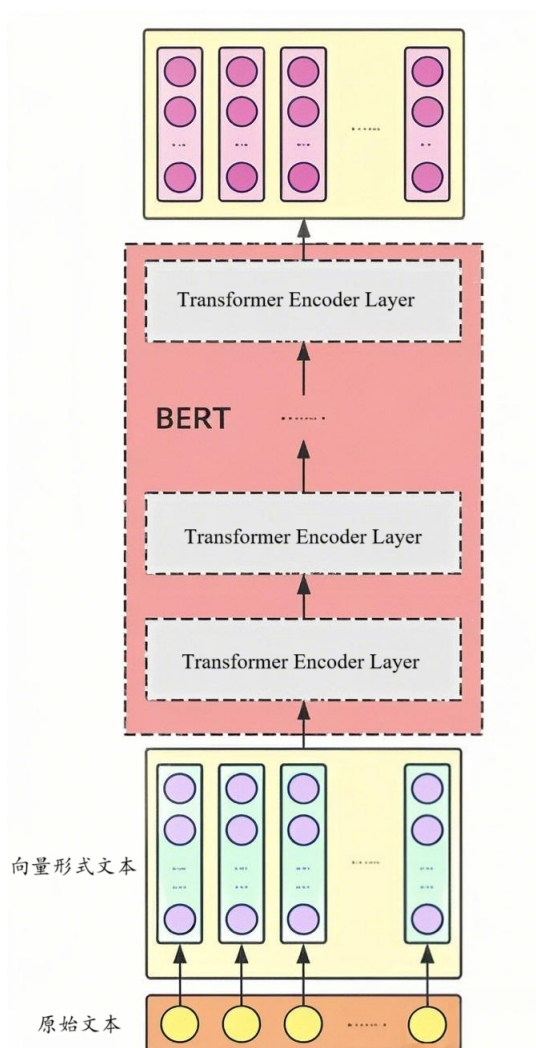 Transformer Encoder Layer
BERT
Transformer Encoder Layer
Transformer Encoder Layer
向量形式文本
原始文本